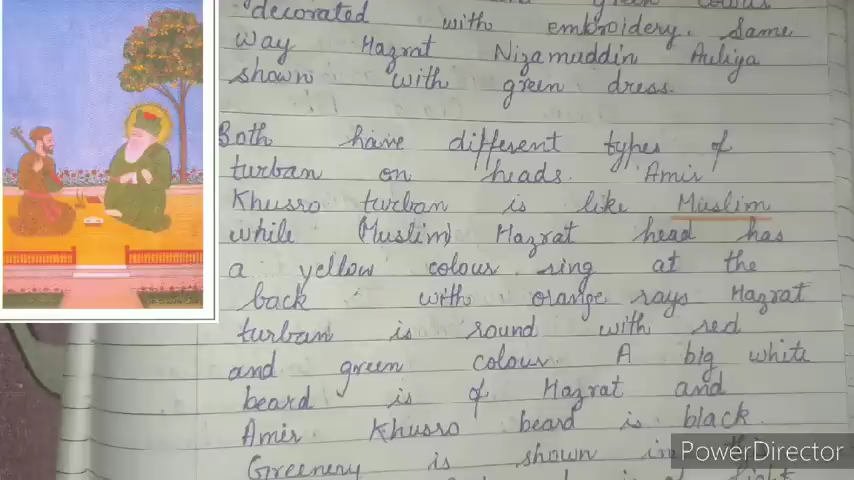 decorated with embroidery. Same
way Hazrat Nizamuddin Auliya
shown with green dress.
Both have different types of
turban on heads. Amir
Khusro turban is like Muslim
while (Muslim) Hazrat head has
a yellow colour ring at the
back with orange rays Hazrat
turban is round with red
and green colour A big white
beard is of Hazrat and
Amir Khusro beard is black.
Greenery is shown in
PowerDirector